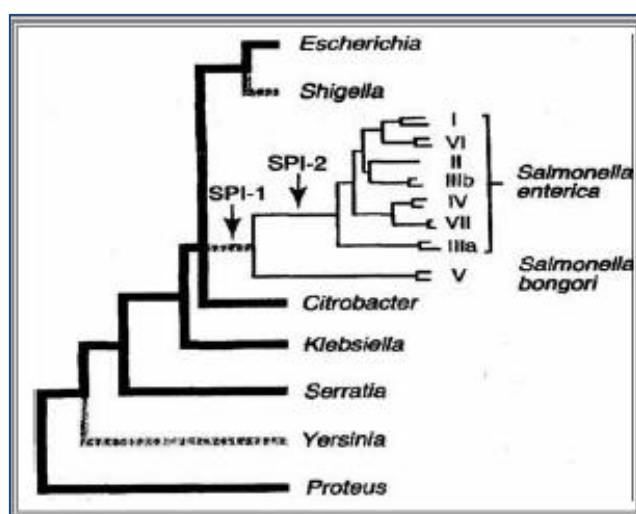 Escherichia
Shigella
I
VI
SPI-2
II
Salmonella
enterica
SPI-1
IIIb
IV
VII
IIIa
V
Salmonella
bongori
Citrobacter
Klebsiella
Serratia
Yersinia
Proteus